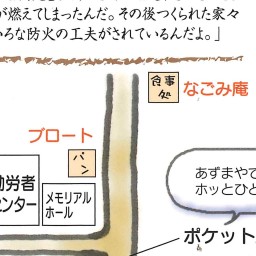 が燃えてしまったんだ。その後つくられた家々
いろな防火の工夫がされているんだよ。」
食事
処
なごみ庵
ブロート
パン
労者
センター
メモリアル
ホール
あずまやで
ホッとひと
ポケット